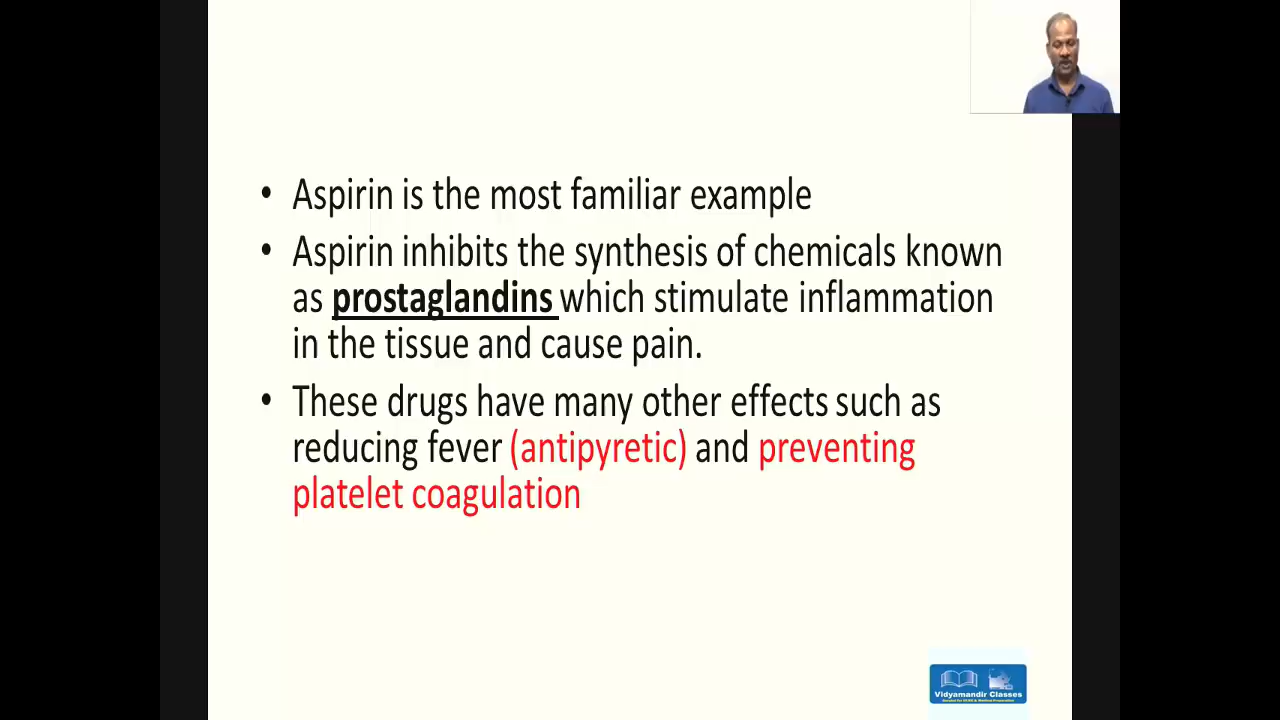 • Aspirin is the most familiar example
• Aspirin inhibits the synthesis of chemicals known
as prostaglandins which stimulate inflammation
in the tissue and cause pain.
• These drugs have many other effects such as
reducing fever (antipyretic) and preventing
platelet coagulation
Vidyamandir Classes